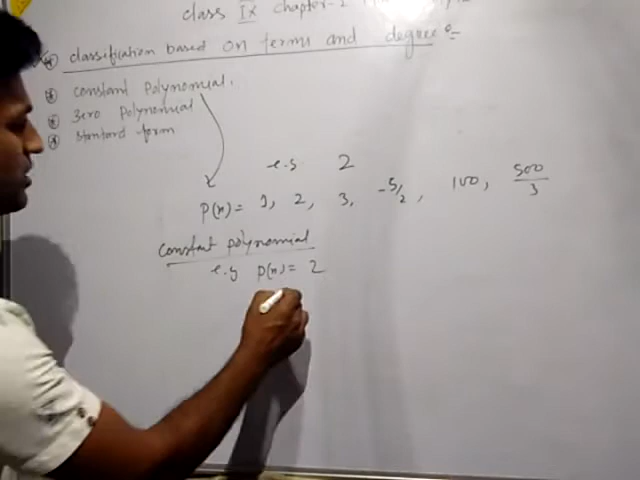 class IX chapter-2
classification based on terms and degree :-
constant polynomial.
zero polynomial
standard form
e.g 2
P(x) = 1, 2, 3, -5/2, 100, 500/3
constant polynomial
e.g P(x) = 2